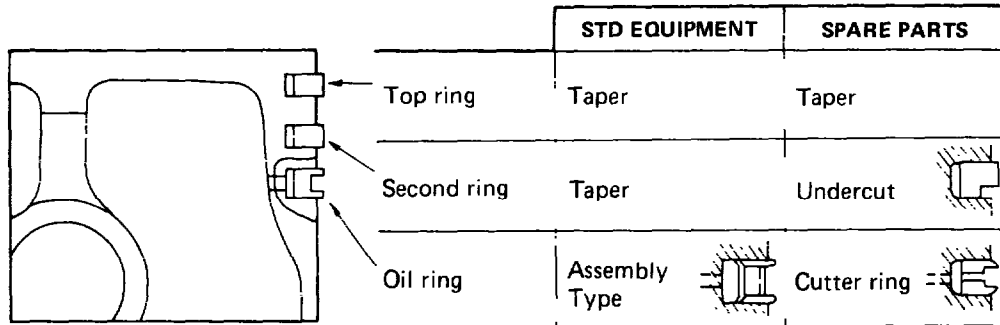 STD EQUIPMENT SPARE PARTS
Top ring Taper Taper
Second ring Taper Undercut
Oil ring Assembly Type Cutter ring